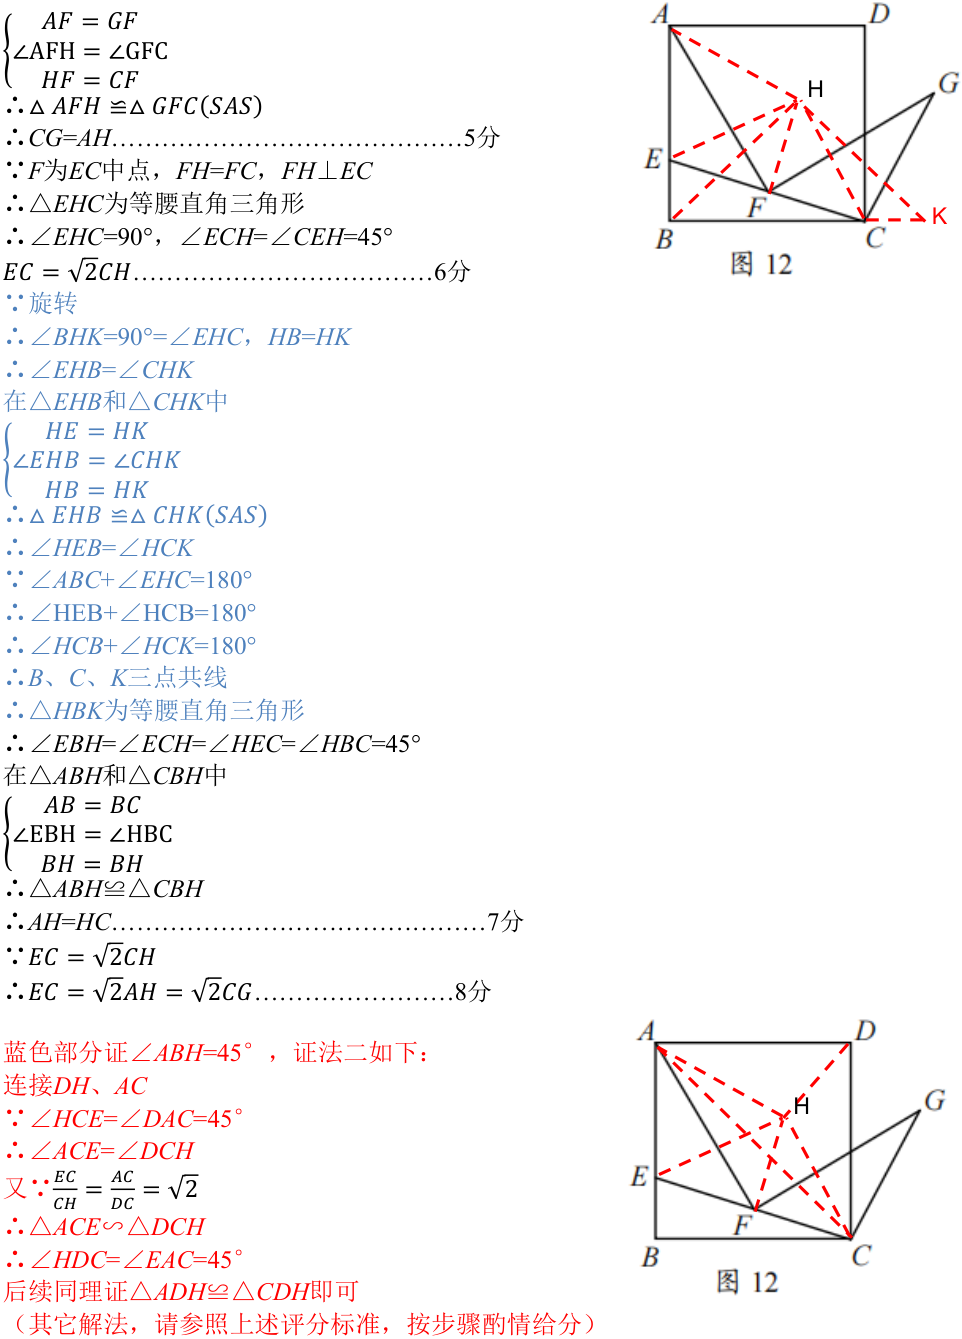 AF = GF
∠AFH = ∠GFC
HF = CF
∴△ AFH ≌△ GFC(SAS)
∴CG=AH……………………………………5分
∵F为EC中点，FH=FC，FH⊥EC
∴△EHC为等腰直角三角形
∴∠EHC=90°，∠ECH=∠CEH=45°
EC = √2CH………………………………6分
∵旋转
∴∠BHK=90°=∠EHC，HB=HK
∴∠EHB=∠CHK
在△EHB和△CHK中
HE = HK
∠EHB = ∠CHK
HB = HK
∴△ EHB ≌△ CHK(SAS)
∴∠HEB=∠HCK
∵∠ABC+∠EHC=180°
∴∠HEB+∠HCB=180°
∴∠HCB+∠HCK=180°
∴B、C、K三点共线
∴△HBK为等腰直角三角形
∴∠EBH=∠ECH=∠HEC=∠HBC=45°
在△ABH和△CBH中
AB = BC
∠EBH = ∠HBC
BH = BH
∴△ABH≌△CBH
∴AH=HC………………………………………7分
∵EC = √2CH
∴EC = √2AH = √2CG……………………8分
A D
H G
E
F
B C K
图 12
蓝色部分证∠ABH=45°，证法二如下：
连接DH、AC
∵∠HCE=∠DAC=45°
∴∠ACE=∠DCH
又∵EC/CH = AC/DC = √2
∴△ACE∽△DCH
∴∠HDC=∠EAC=45°
后续同理证△ADH≌△CDH即可
（其它解法，请参照上述评分标准，按步骤酌情给分）
A D
H G
E
F
B C
图 12